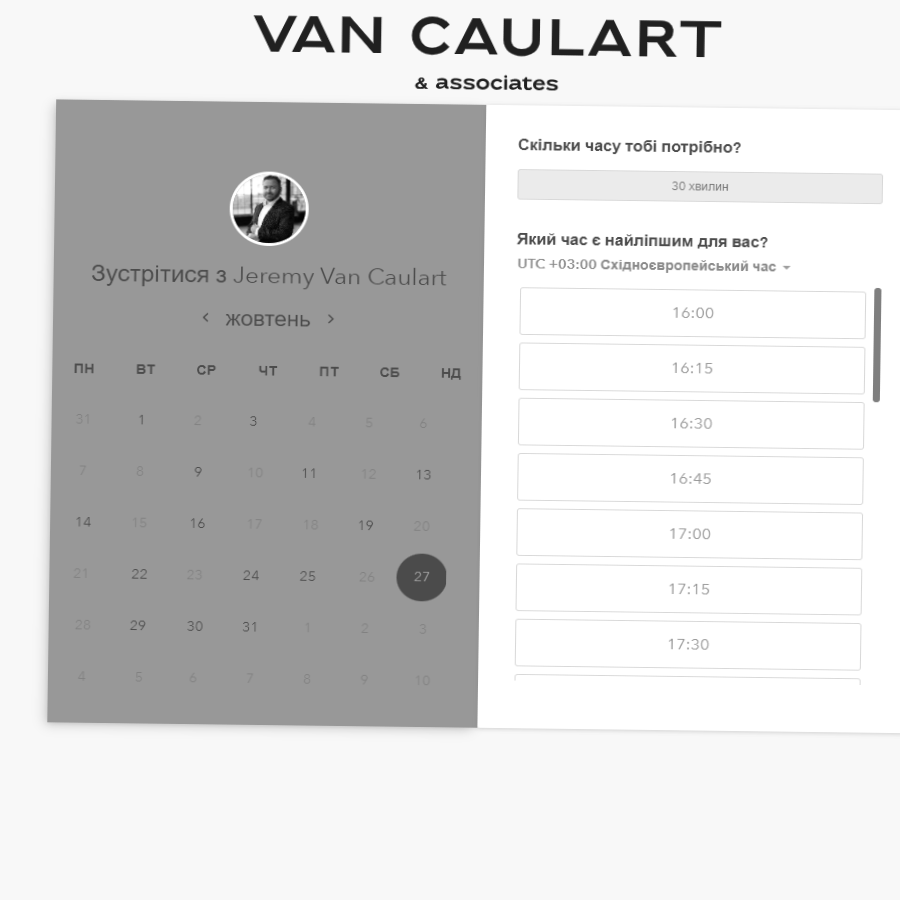 VAN CAULART
& associates
Зустрітися з Jeremy Van Caulart
жовтень
ПН ВТ СР ЧТ ПТ СБ НД
31 1 2 3 4 5 6
7 8 9 10 11 12 13
14 15 16 17 18 19 20
21 22 23 24 25 26 27
28 29 30 31 1 2 3
4 5 6 7 8 9 10
Скільки часу тобі потрібно?
30 хвилин
Який час є найліпшим для вас?
UTC +03:00 Східноєвропейський час
16:00
16:15
16:30
16:45
17:00
17:15
17:30